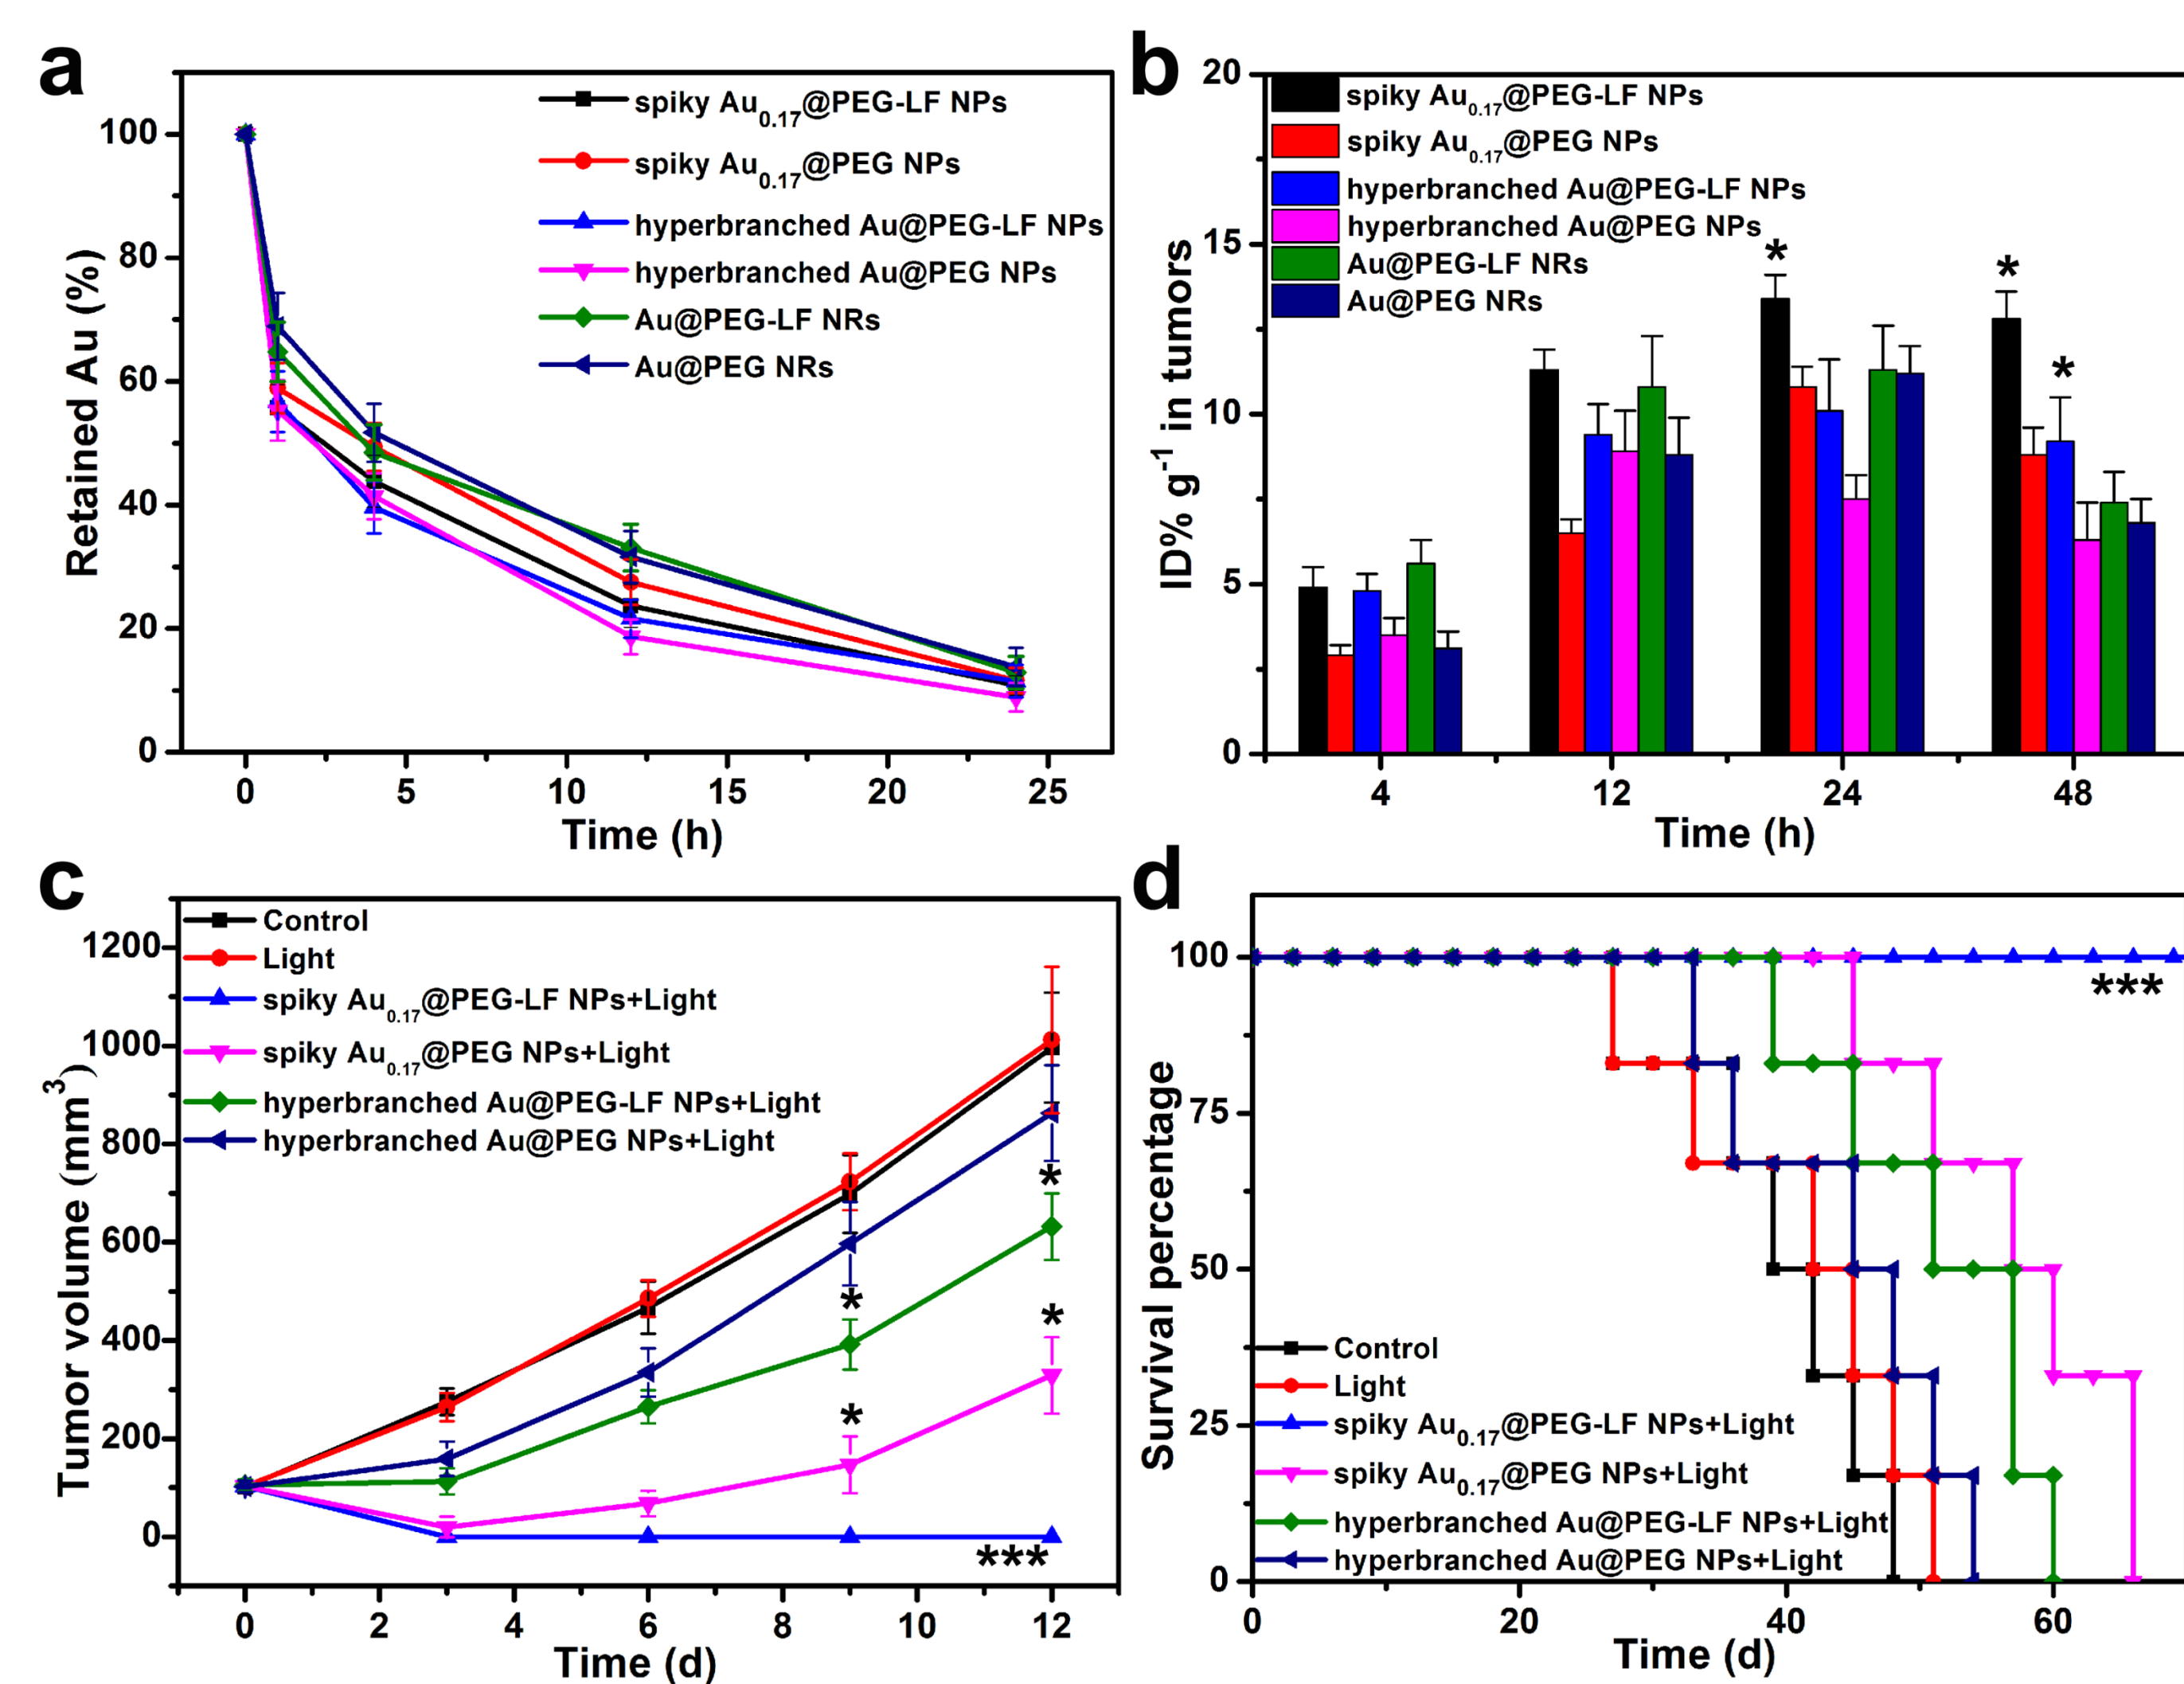 a
100
80
60
40
20
0
Retained Au (%)
spiky Au0.17@PEG-LF NPs
spiky Au0.17@PEG NPs
hyperbranched Au@PEG-LF NPs
hyperbranched Au@PEG NPs
Au@PEG-LF NRs
Au@PEG NRs
0 5 10 15 20 25
Time (h)
b
20
15
10
5
0
ID% g-1 in tumors
spiky Au0.17@PEG-LF NPs
spiky Au0.17@PEG NPs
hyperbranched Au@PEG-LF NPs
hyperbranched Au@PEG NPs
Au@PEG-LF NRs
Au@PEG NRs
*
*
*
4 12 24 48
Time (h)
c
1200
1000
800
600
400
200
0
Tumor volume (mm3)
Control
Light
spiky Au0.17@PEG-LF NPs+Light
spiky Au0.17@PEG NPs+Light
hyperbranched Au@PEG-LF NPs+Light
hyperbranched Au@PEG NPs+Light
*
*
*
*
***
0 2 4 6 8 10 12
Time (d)
d
100
75
50
25
0
Survival percentage
***
Control
Light
spiky Au0.17@PEG-LF NPs+Light
spiky Au0.17@PEG NPs+Light
hyperbranched Au@PEG-LF NPs+Light
hyperbranched Au@PEG NPs+Light
0 20 40 60
Time (d)